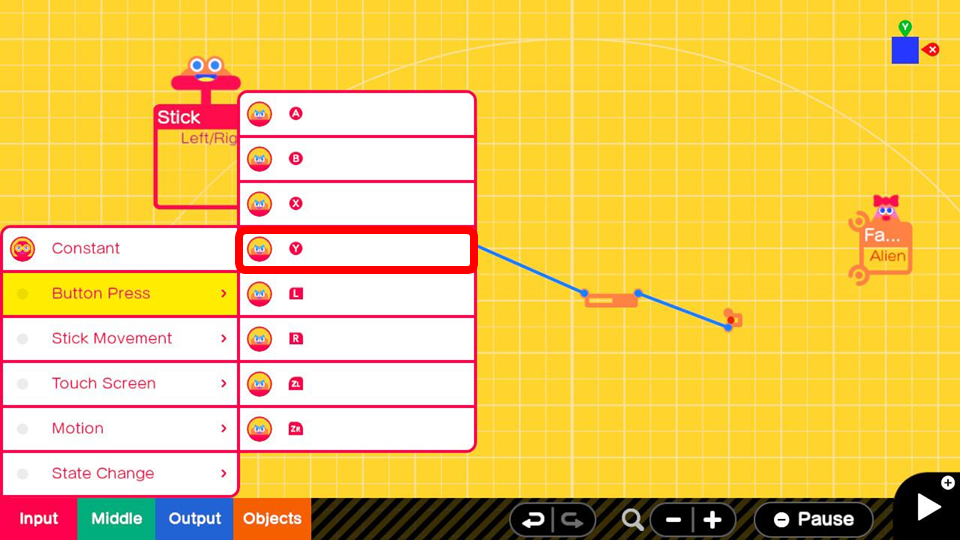 Y
X
Stick
Left/Rig
A
B
X
Y
L
R
ZL
ZR
Constant
Button Press
Stick Movement
Touch Screen
Motion
State Change
Fa...
Alien
Input
Middle
Output
Objects
Pause